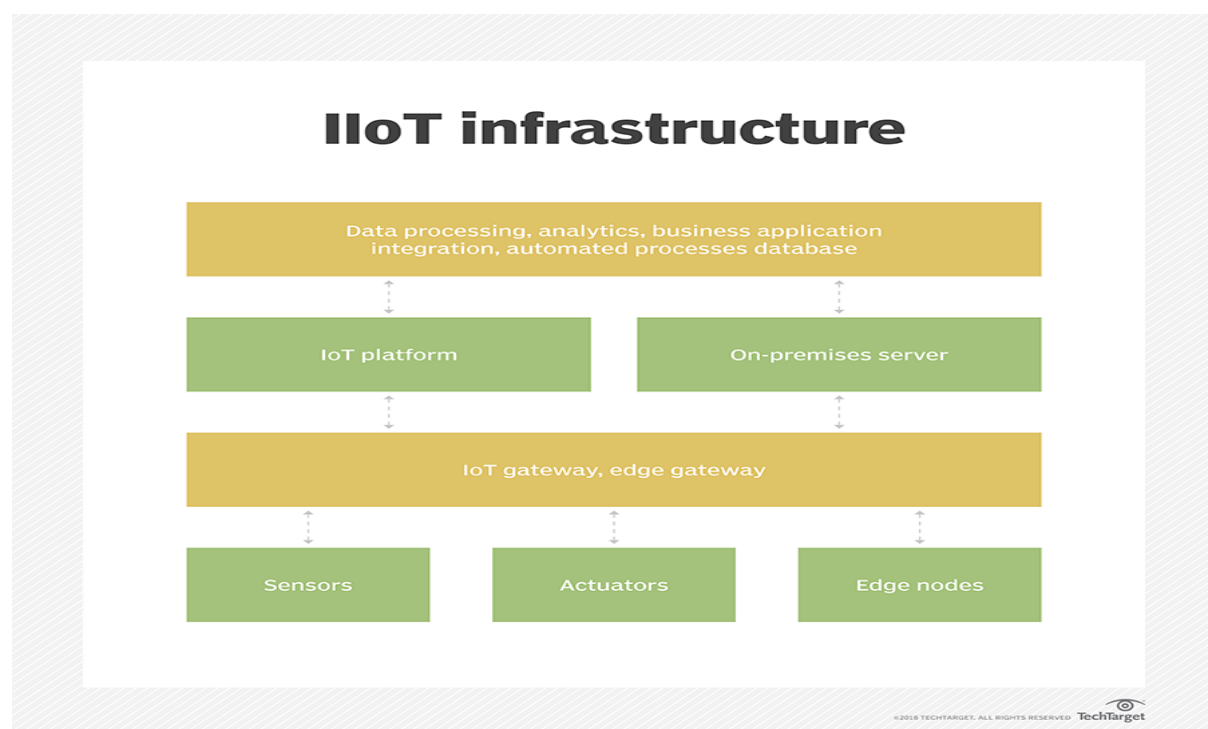 IIoT infrastructure
Data processing, analytics, business application
integration, automated processes database
IoT platform
On-premises server
IoT gateway, edge gateway
Sensors
Actuators
Edge nodes
©2018 TECHTARGET. ALL RIGHTS RESERVED TechTarget